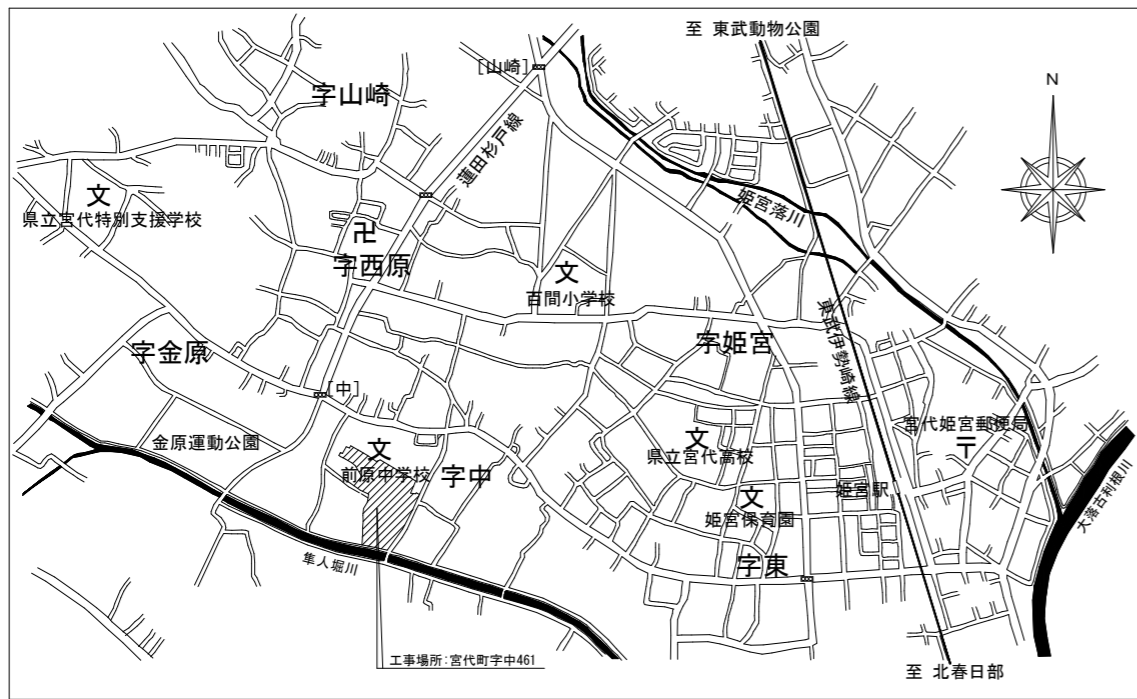 至 東武動物公園
[山崎]
字山崎
N
蓮田杉戸線
文
県立宮代特別支援学校
姫宮落川
卍
字西原
文
百間小学校
東武伊勢崎線
字姫宮
字金原
[中]
宮代姫宮郵便局
〒
金原運動公園
文
前原中学校
字中
文
県立宮代高校
姫宮駅
文
姫宮保育園
大落古利根川
隼人堀川
字東
工事場所:宮代町字中461
至 北春日部